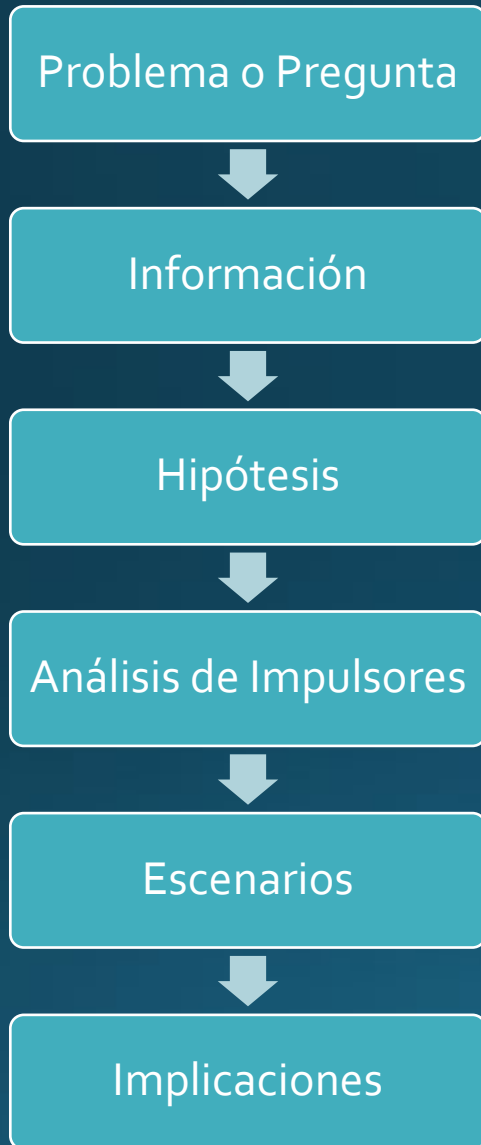 Problema o Pregunta
Información
Hipótesis
Análisis de Impulsores
Escenarios
Implicaciones